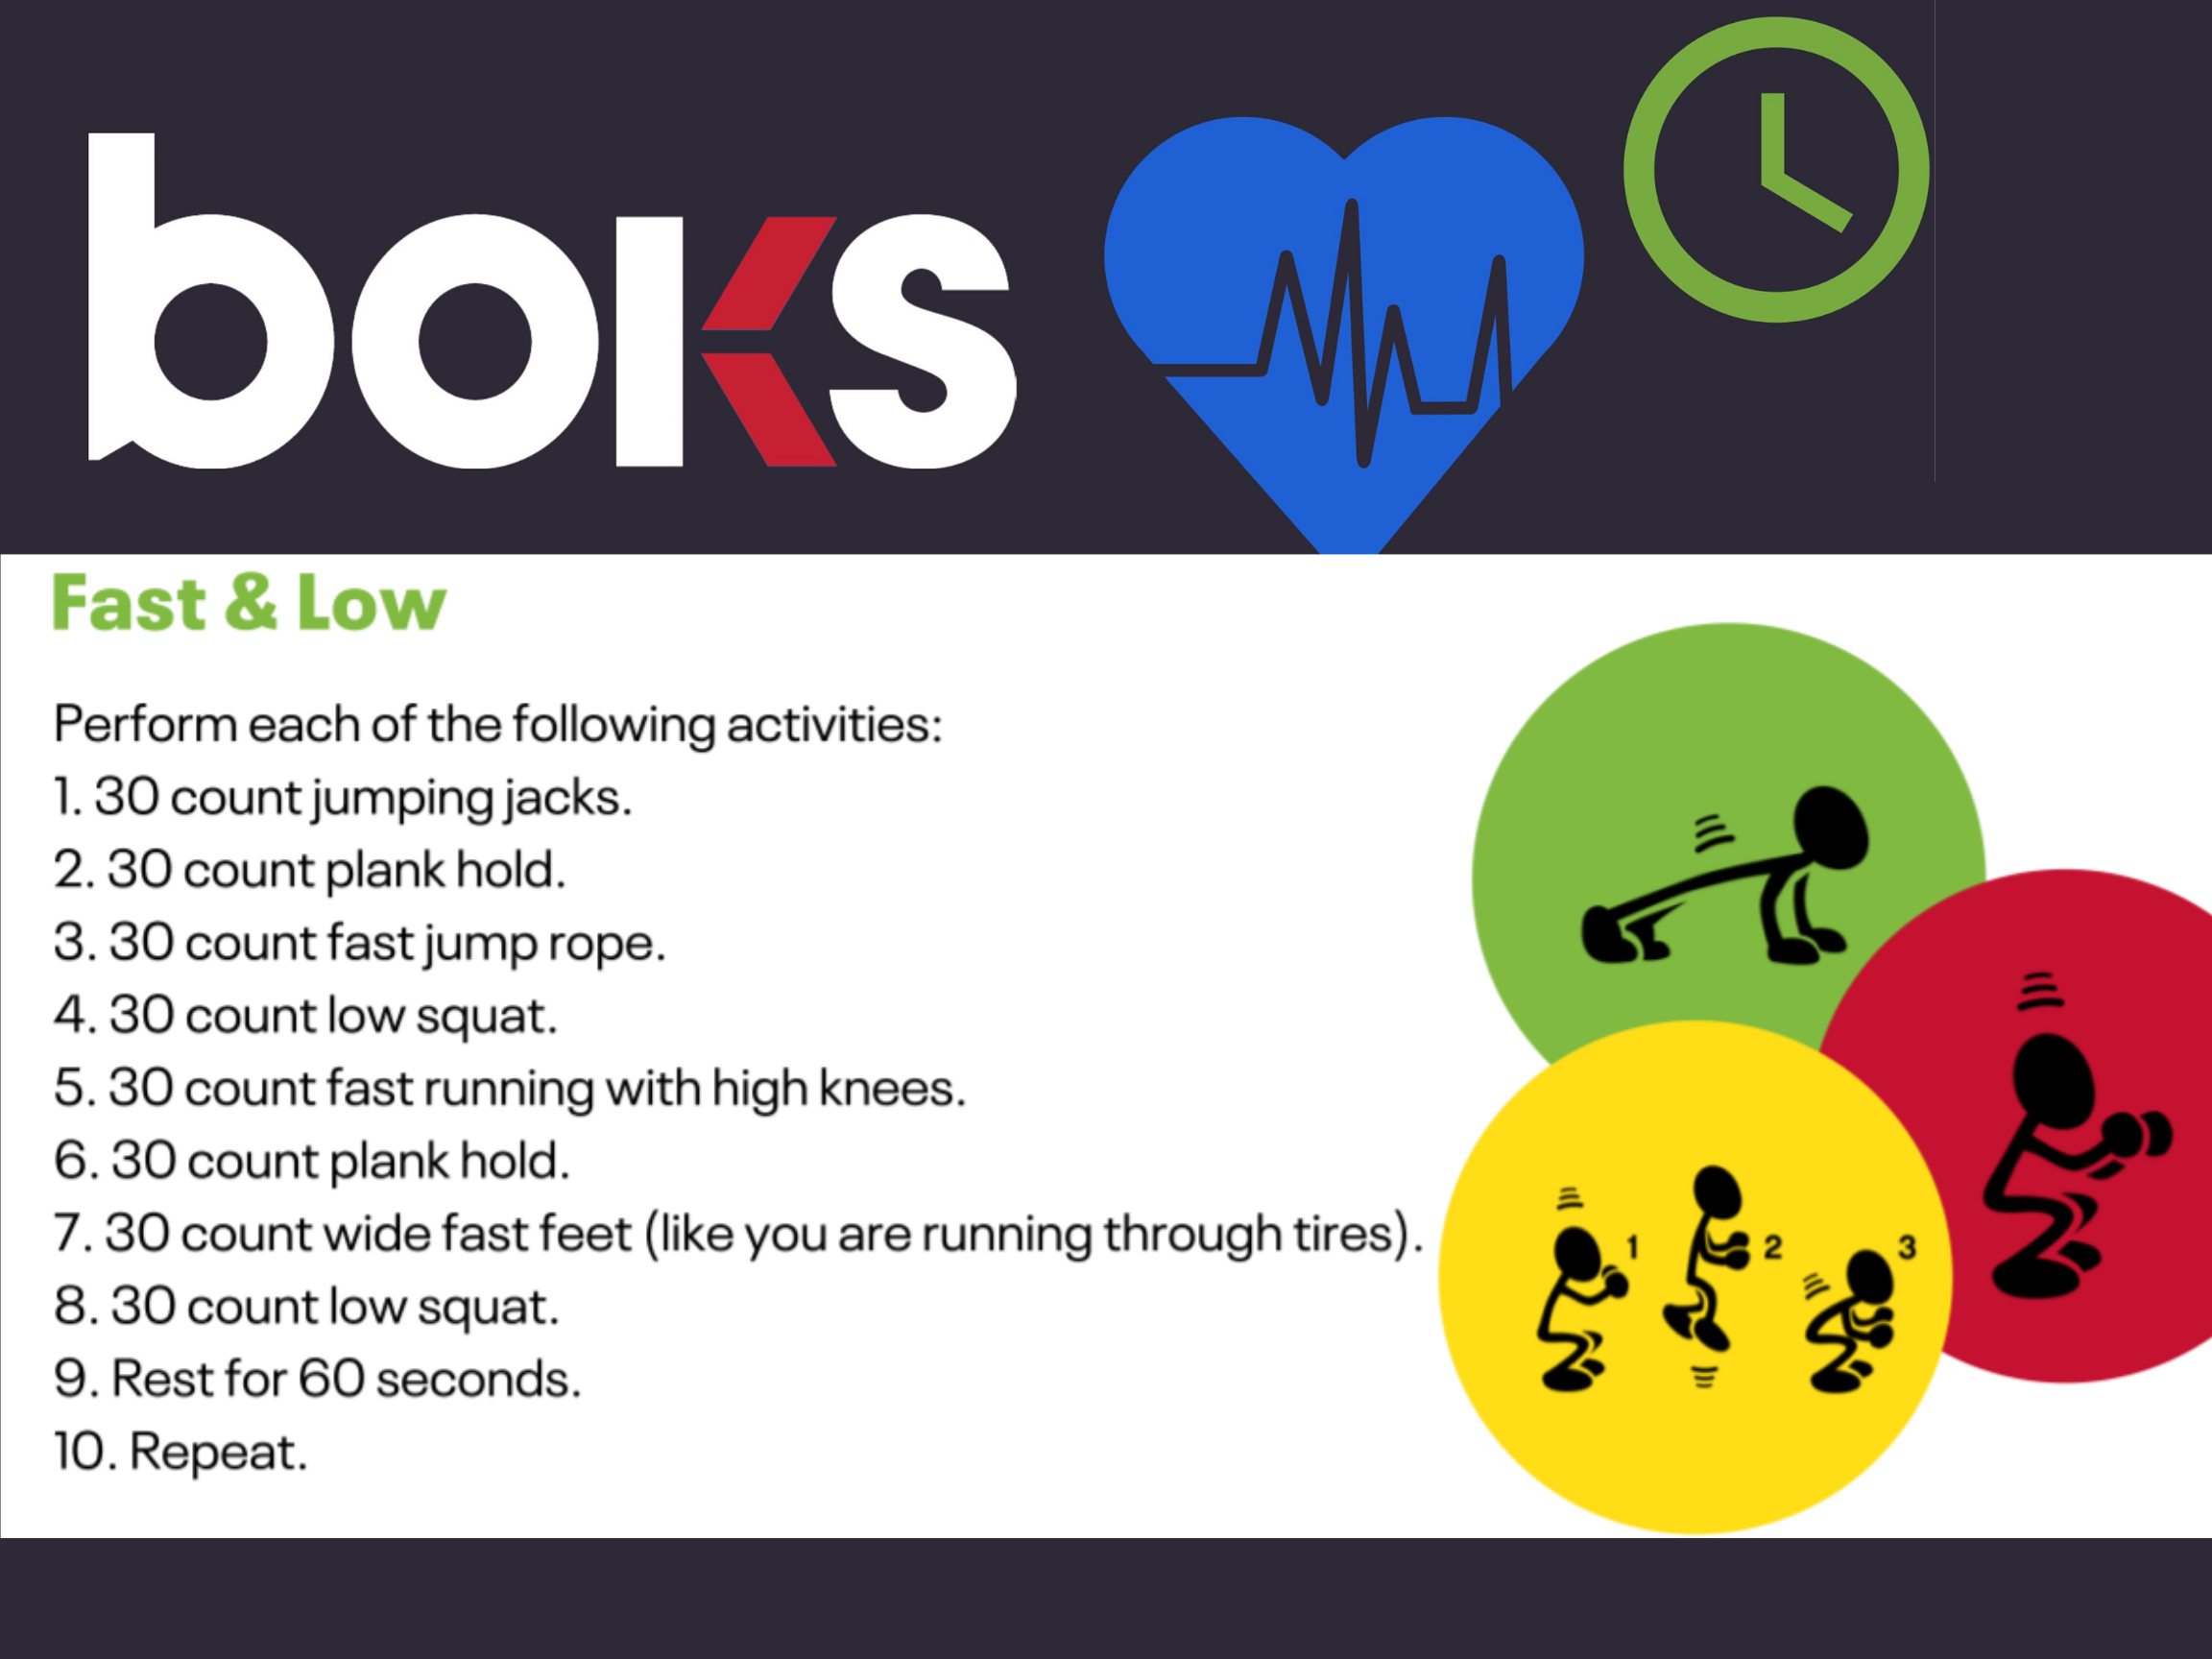 boks
Fast & Low
Perform each of the following activities:
1. 30 count jumping jacks.
2. 30 count plank hold.
3. 30 count fast jump rope.
4. 30 count low squat.
5. 30 count fast running with high knees.
6. 30 count plank hold.
7. 30 count wide fast feet (like you are running through tires).
8. 30 count low squat.
9. Rest for 60 seconds.
10. Repeat.
1 2 3